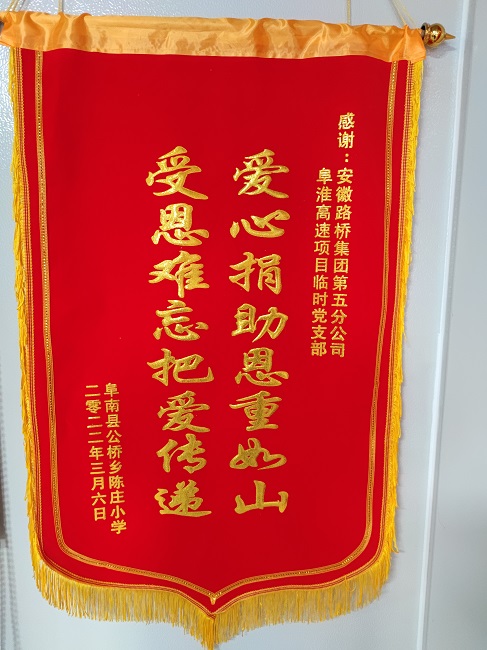 感谢：安徽路桥集团第五分公司
阜淮高速项目临时党支部
爱心捐助恩重如山
受恩难忘把爱传递
阜南县公桥乡陈庄小学
二零二二年三月六日